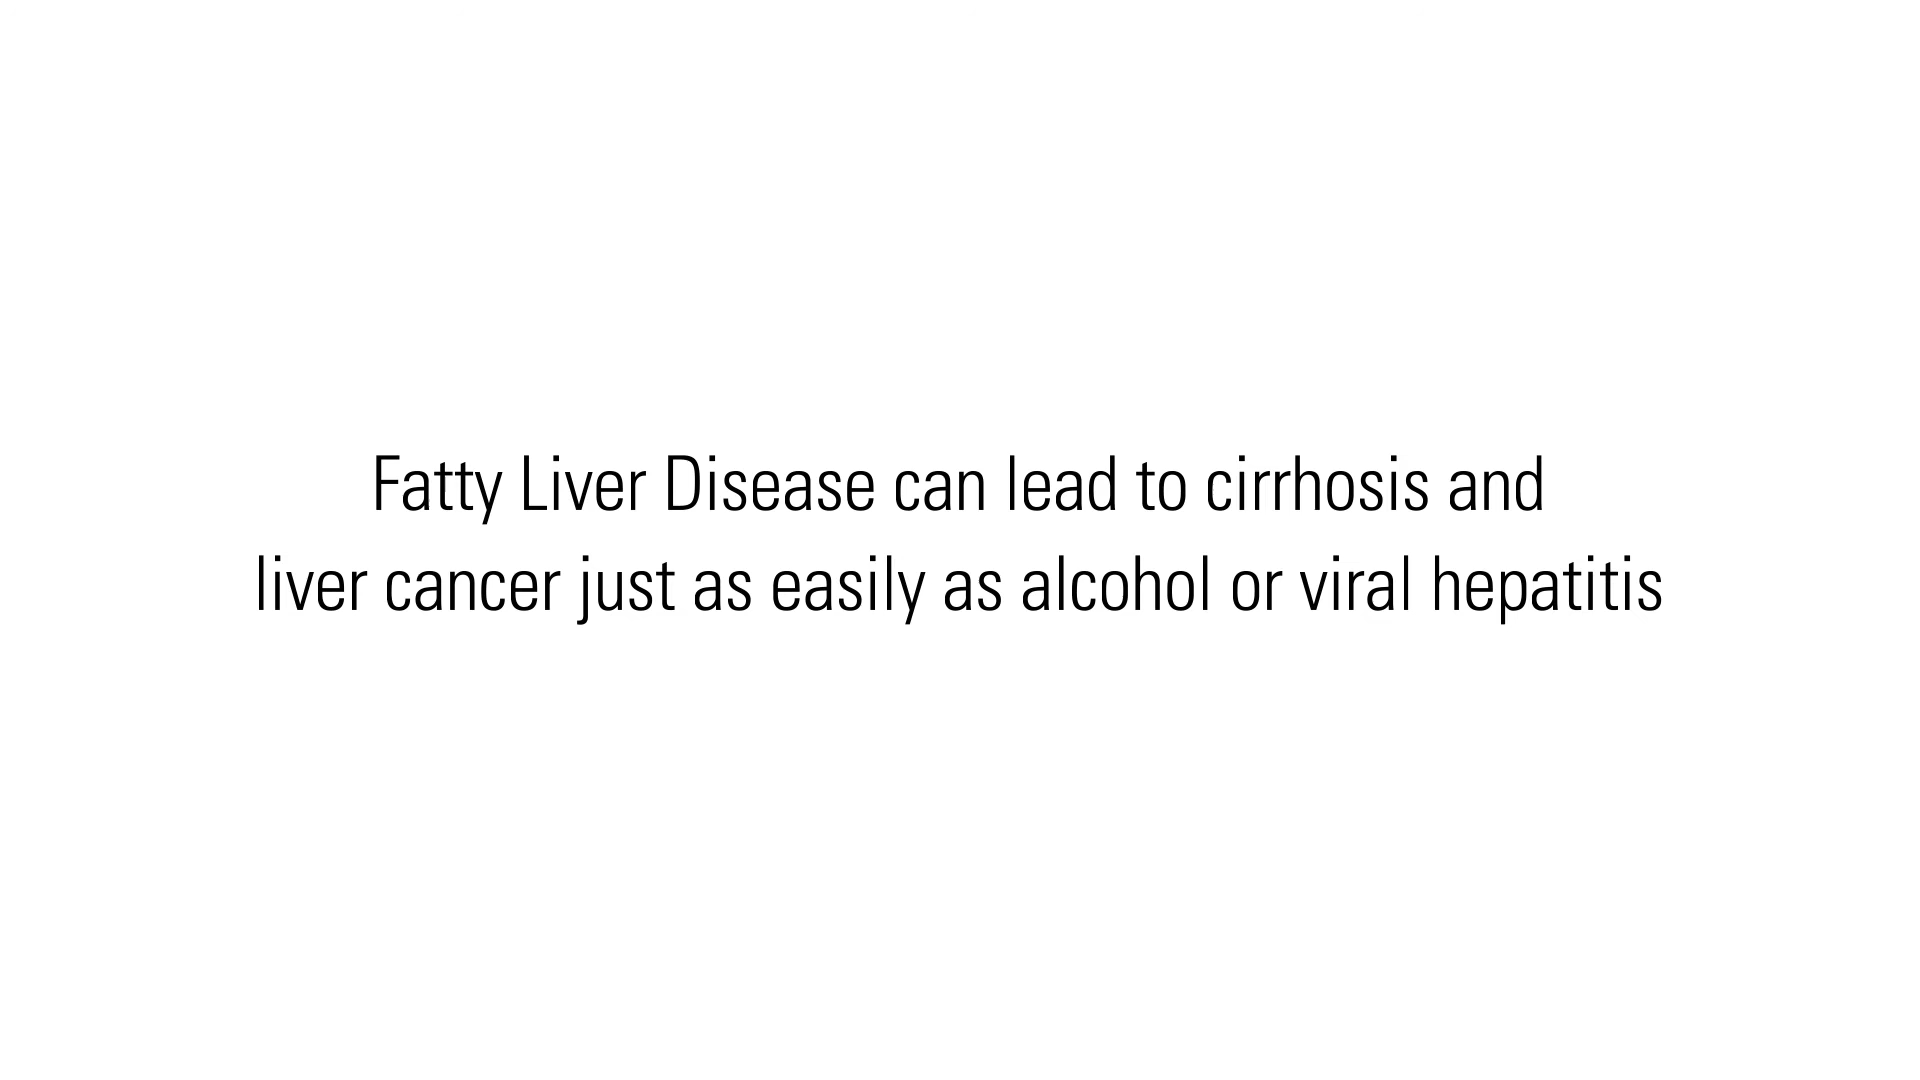 Fatty Liver Disease can lead to cirrhosis and
liver cancer just as easily as alcohol or viral hepatitis